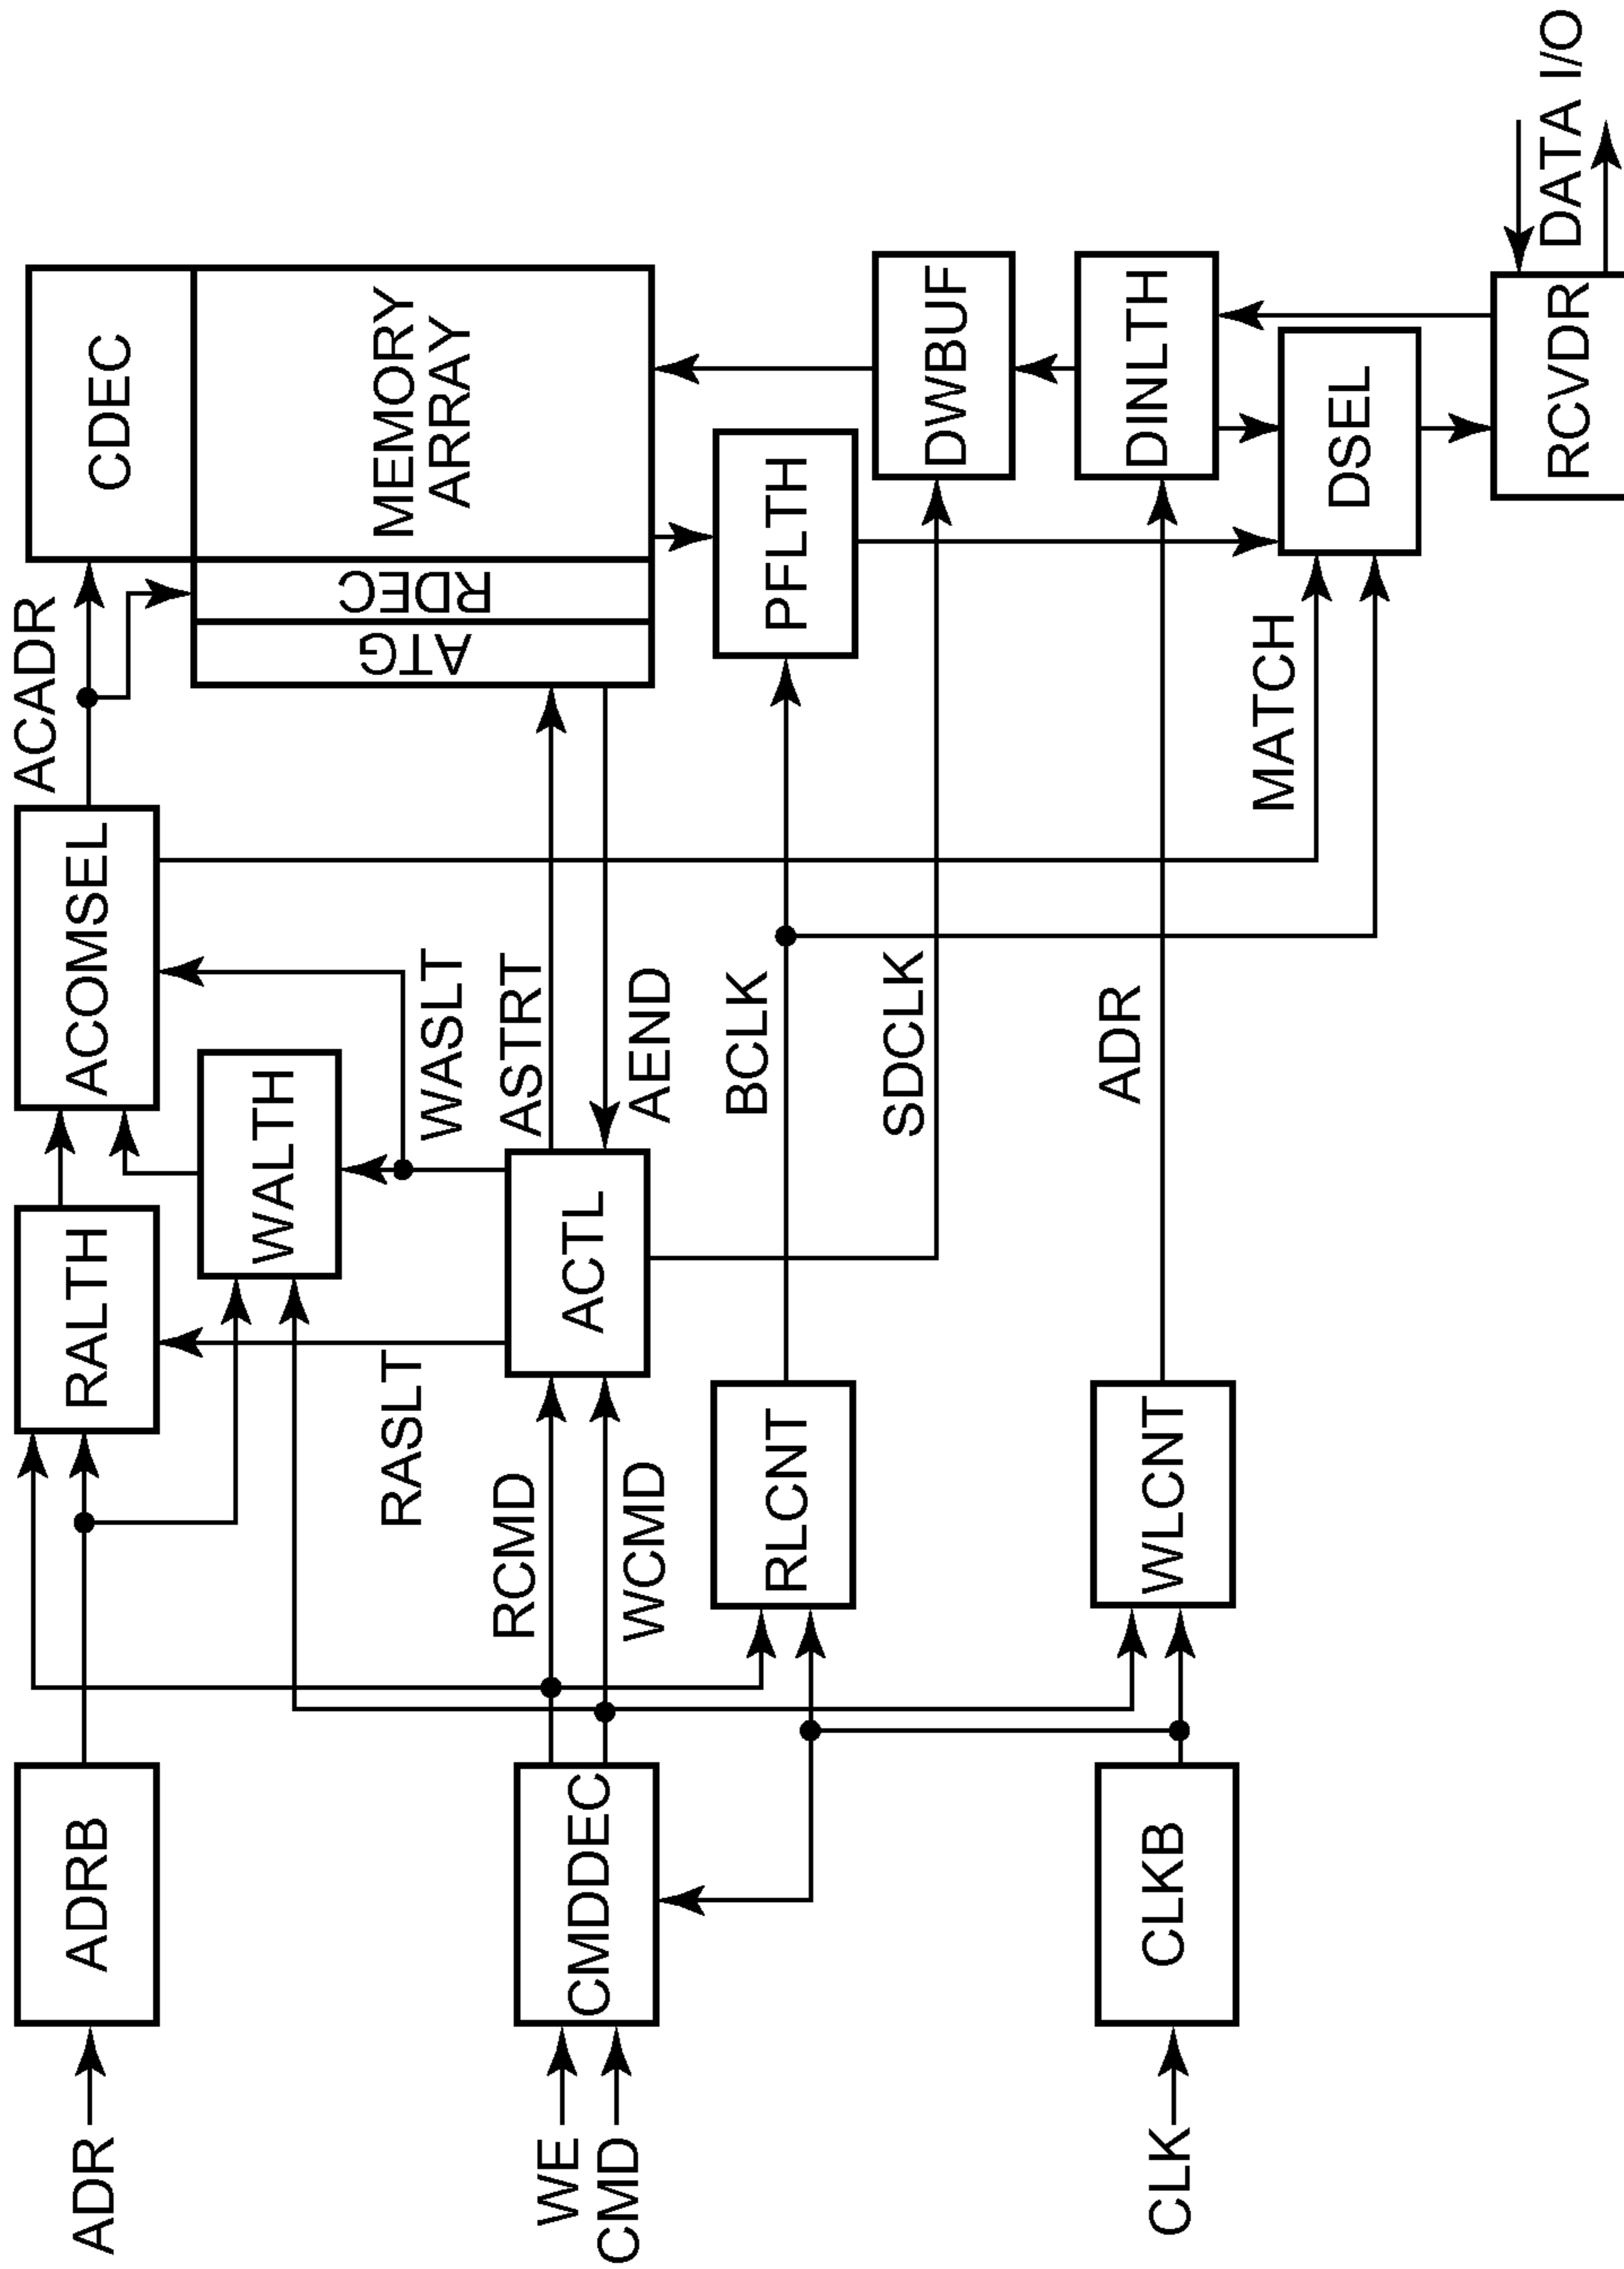 ADR
ADRB
RALTH
ACOMSEL
ACADR
CDEC
WALTH
WASLT
RASLT
MEMORY
ARRAY
RDEC
ATG
WE
CMD
CMDDEC
RCMD
WCMD
ACTL
ASTRT
AEND
RLCNT
BCLK
PFLTH
SDCLK
DWBUF
CLK
CLKB
WLCNT
ADR
DINLTH
MATCH
DSEL
RCVDR
DATA I/O